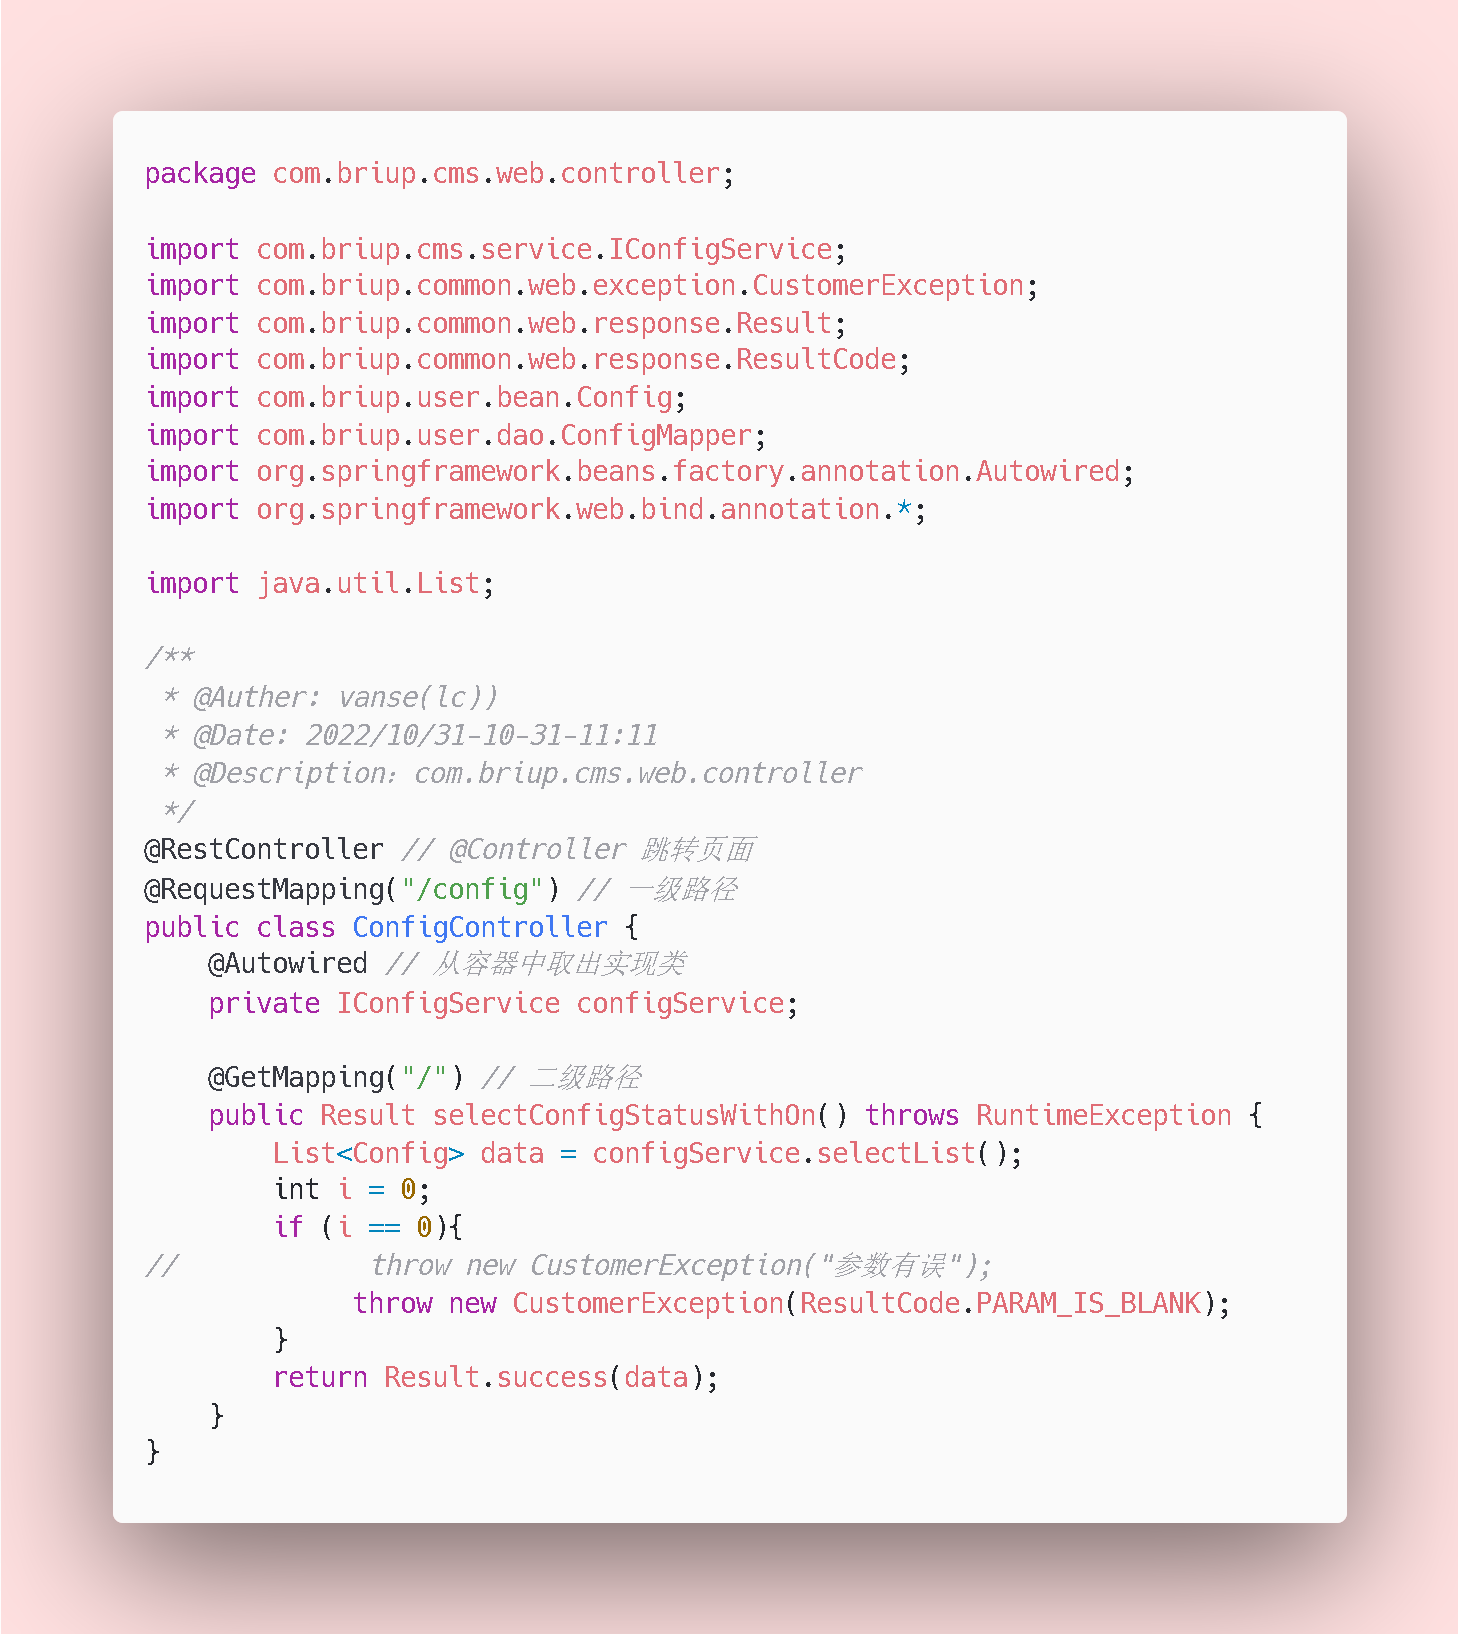 package com.briup.cms.web.controller;

import com.briup.cms.service.IConfigService;
import com.briup.common.web.exception.CustomerException;
import com.briup.common.web.response.Result;
import com.briup.common.web.response.ResultCode;
import com.briup.user.bean.Config;
import com.briup.user.dao.ConfigMapper;
import org.springframework.beans.factory.annotation.Autowired;
import org.springframework.web.bind.annotation.*;

import java.util.List;

/**
 * @Auther: vanse(lc))
 * @Date: 2022/10/31-10-31-11:11
 * @Description：com.briup.cms.web.controller
 */
@RestController // @Controller 跳转页面
@RequestMapping("/config") // 一级路径
public class ConfigController {
    @Autowired // 从容器中取出实现类
    private IConfigService configService;

    @GetMapping("/") // 二级路径
    public Result selectConfigStatusWithOn() throws RuntimeException {
        List<Config> data = configService.selectList();
        int i = 0;
        if (i == 0){
//            throw new CustomerException("参数有误");
             throw new CustomerException(ResultCode.PARAM_IS_BLANK);
        }
        return Result.success(data);
    }
}